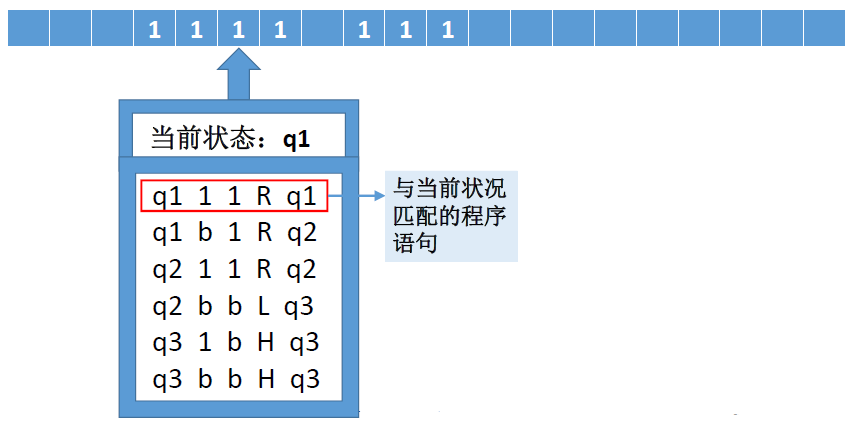 1 1 1 1 1 1 1
当前状态：q1
q1 1 1 R q1
q1 b 1 R q2
q2 1 1 R q2
q2 b b L q3
q3 1 b H q3
q3 b b H q3
与当前状况
匹配的程序
语句